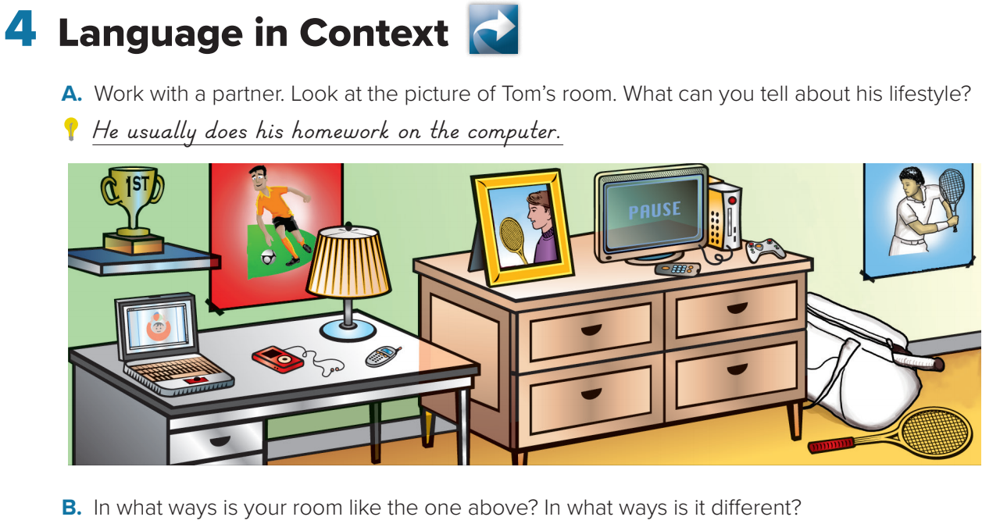 4 Language in Context
A. Work with a partner. Look at the picture of Tom's room. What can you tell about his lifestyle?
He usually does his homework on the computer.
1ST
PAUSE
B. In what ways is your room like the one above? In what ways is it different?